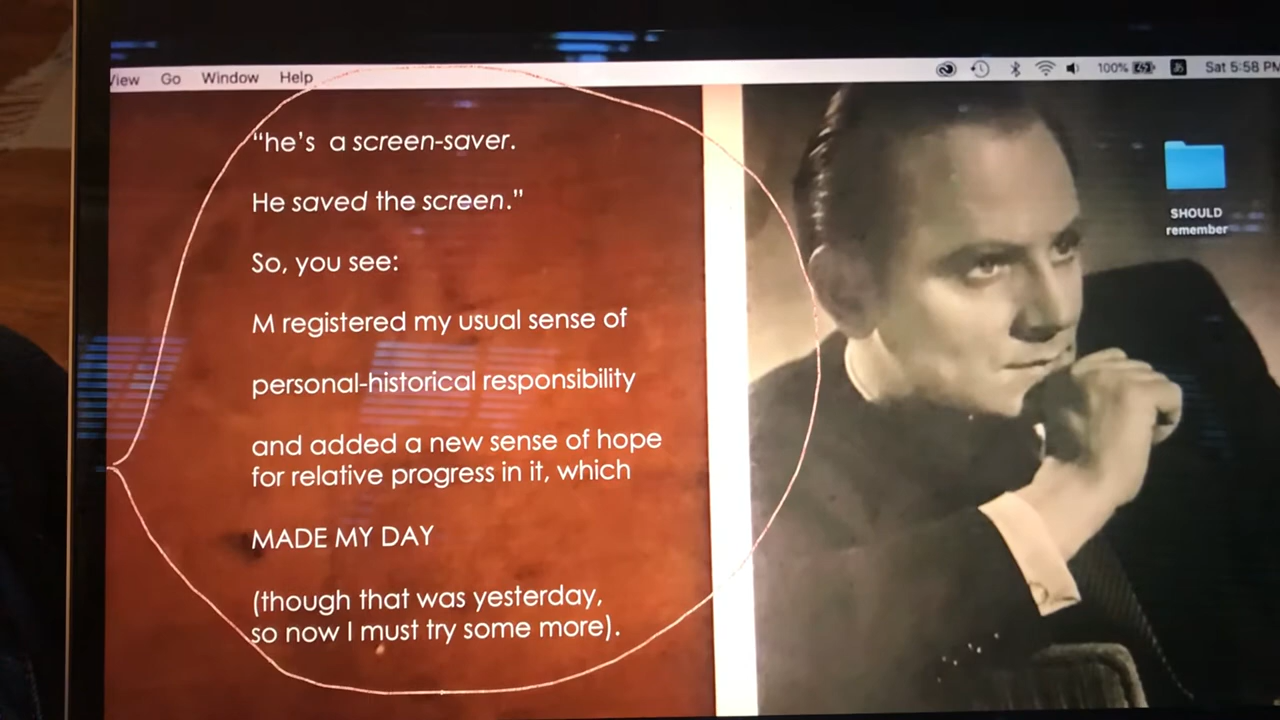 View Go Window Help 100% Sat 5:58 PM
"he's a screen-saver.
He saved the screen."
So, you see:
M registered my usual sense of
personal-historical responsibility
and added a new sense of hope
for relative progress in it, which
MADE MY DAY
(though that was yesterday,
so now I must try some more).
SHOULD
remember